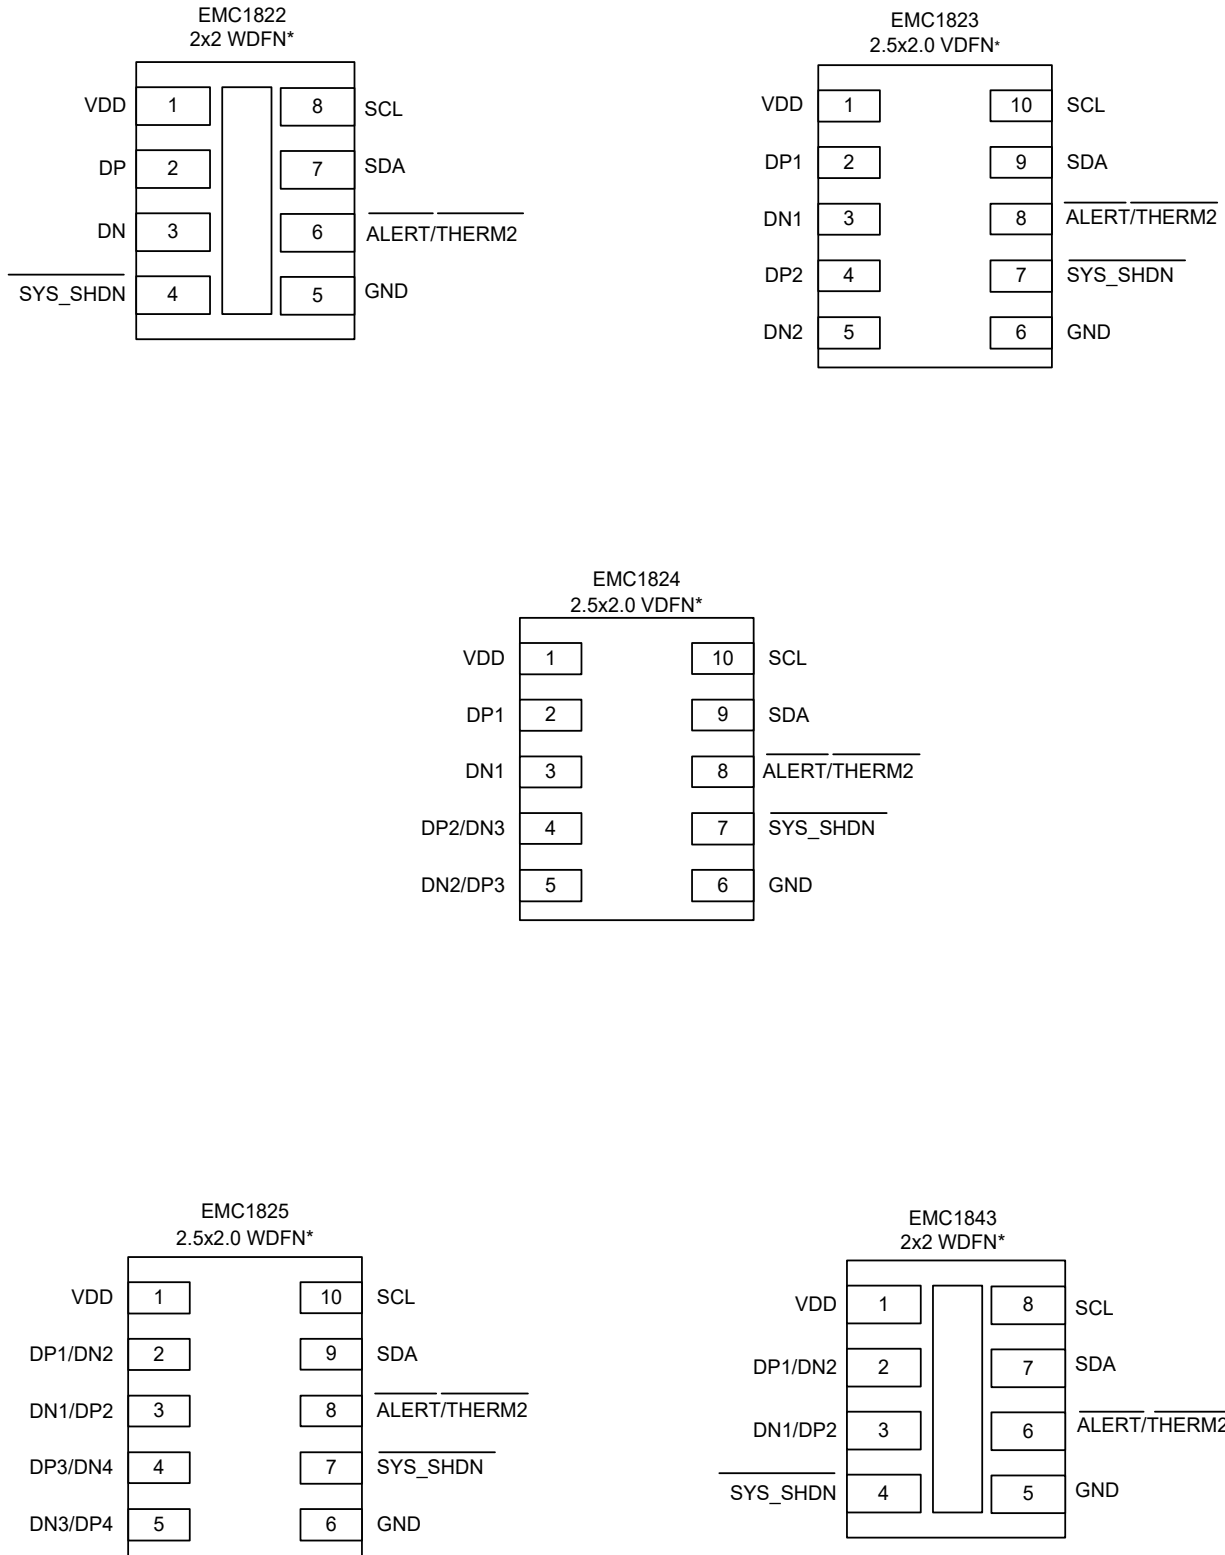 EMC1822
2x2 WDFN*
VDD 1 8 SCL
DP 2 7 SDA
DN 3 6 ALERT/THERM2
SYS_SHDN 4 5 GND
EMC1823
2.5x2.0 VDFN*
VDD 1 10 SCL
DP1 2 9 SDA
DN1 3 8 ALERT/THERM2
DP2 4 7 SYS_SHDN
DN2 5 6 GND
EMC1824
2.5x2.0 VDFN*
VDD 1 10 SCL
DP1 2 9 SDA
DN1 3 8 ALERT/THERM2
DP2/DN3 4 7 SYS_SHDN
DN2/DP3 5 6 GND
EMC1825
2.5x2.0 WDFN*
VDD 1 10 SCL
DP1/DN2 2 9 SDA
DN1/DP2 3 8 ALERT/THERM2
DP3/DN4 4 7 SYS_SHDN
DN3/DP4 5 6 GND
EMC1843
2x2 WDFN*
VDD 1 8 SCL
DP1/DN2 2 7 SDA
DN1/DP2 3 6 ALERT/THERM2
SYS_SHDN 4 5 GND